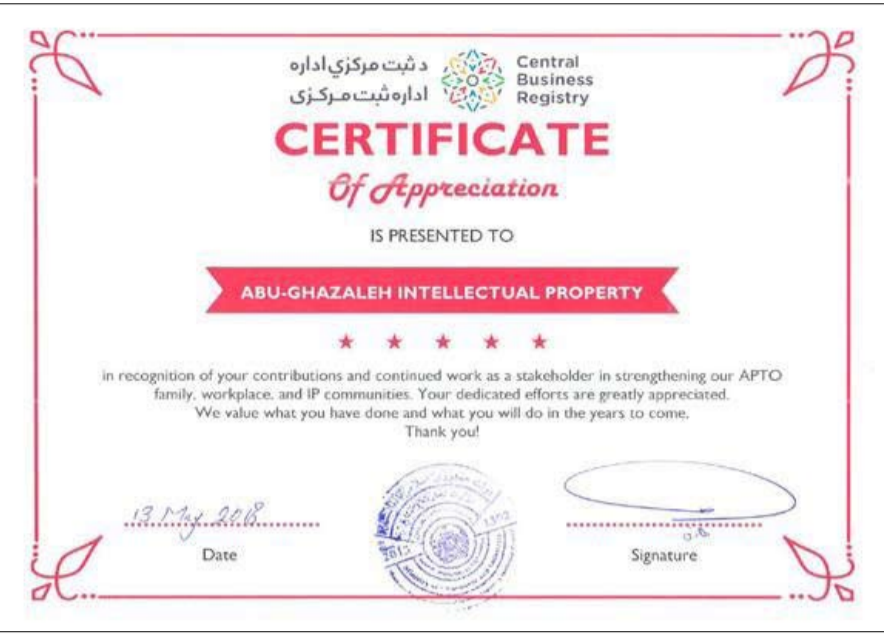 د ثبت مرکزي اداره
اداره ثبت مرکزی
Central
Business
Registry
CERTIFICATE
Of Appreciation
IS PRESENTED TO
ABU-GHAZALEH INTELLECTUAL PROPERTY
in recognition of your contributions and continued work as a stakeholder in strengthening our APTO
family, workplace, and IP communities. Your dedicated efforts are greatly appreciated.
We value what you have done and what you will do in the years to come.
Thank you!
13 May 2018
Date
Signature